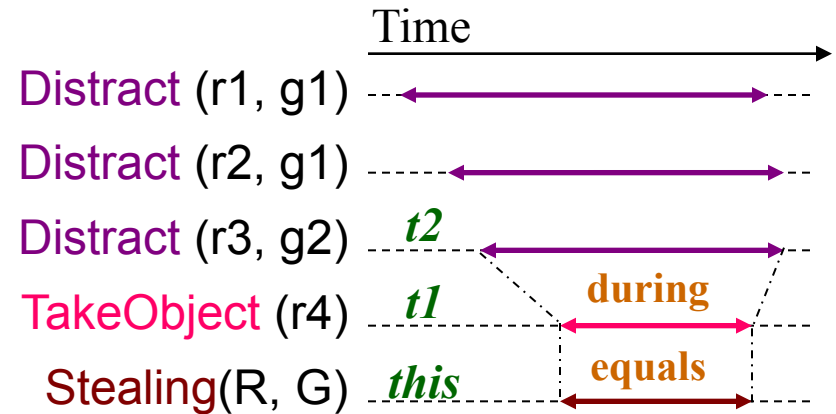 Time
Distract (r1, g1)
Distract (r2, g1)
Distract (r3, g2) t2
during
TakeObject (r4) t1
equals
Stealing(R, G) this